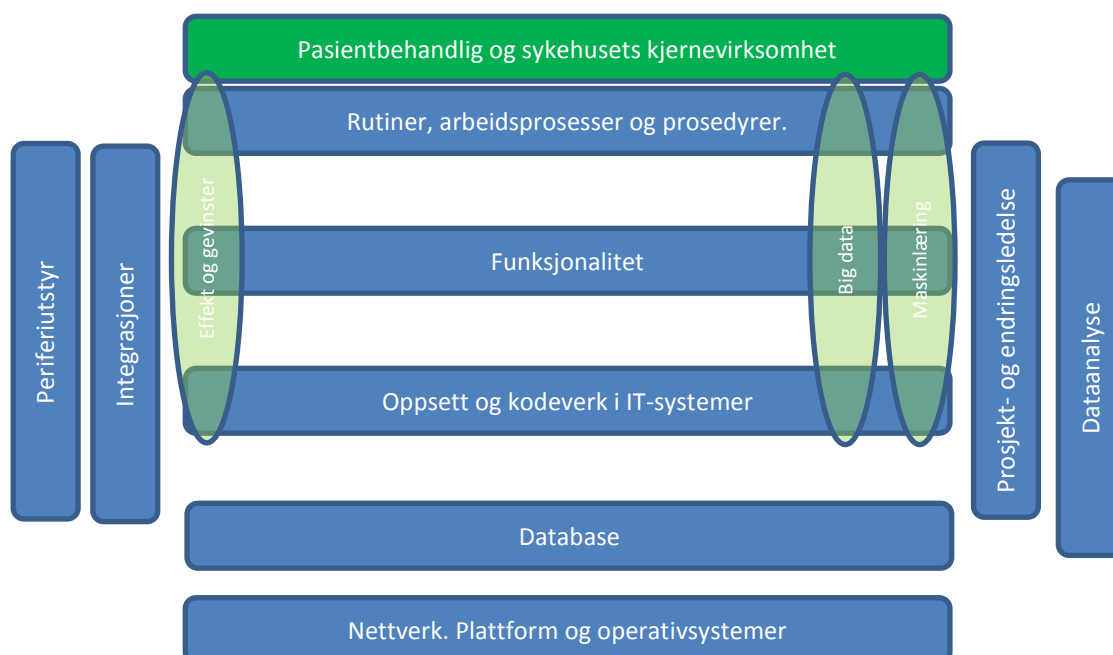 Pasientbehandlig og sykehusets kjernevirksomhet
Rutiner, arbeidsprosesser og prosedyrer.
Periferiutstyr
Integrasjoner
Effekt og gevinster
Funksjonalitet
Big data
Maskinlæring
Prosjekt- og endringsledelse
Dataanalyse
Oppsett og kodeverk i IT-systemer
Database
Nettverk. Plattform og operativsystemer